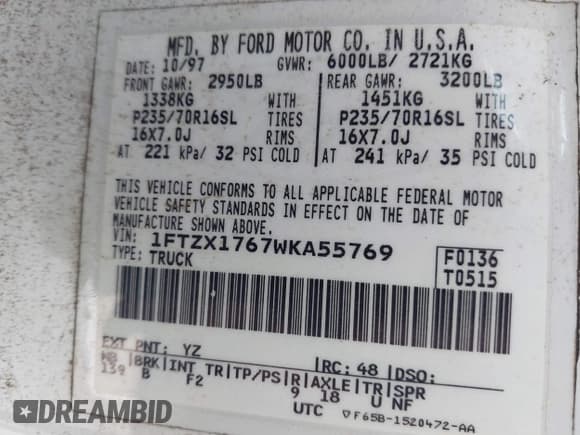 MFD. BY FORD MOTOR CO. IN U.S.A.
DATE: 10/97 GVWR: 6000LB/ 2721KG
FRONT GAWR: 2950LB REAR GAWR: 3200LB
1338KG WITH 1451KG WITH
P235/70R16SL TIRES P235/70R16SL TIRES
16X7.0J RIMS 16X7.0J RIMS
AT 221 kPa/ 32 PSI COLD AT 241 kPa/ 35 PSI COLD
THIS VEHICLE CONFORMS TO ALL APPLICABLE FEDERAL MOTOR
VEHICLE SAFETY STANDARDS IN EFFECT ON THE DATE OF
MANUFACTURE SHOWN ABOVE.
VIN: 1FTZX1767WKA55769 F0136
TYPE: TRUCK T0515
EXT PNT: YZ RC: 48 DSO:
WB BRK INT TR TP/PS R AXLE TR SPR
139 B F2 9 18 U NF
UTC ▽F65B-1520472-AA
DREAMBID